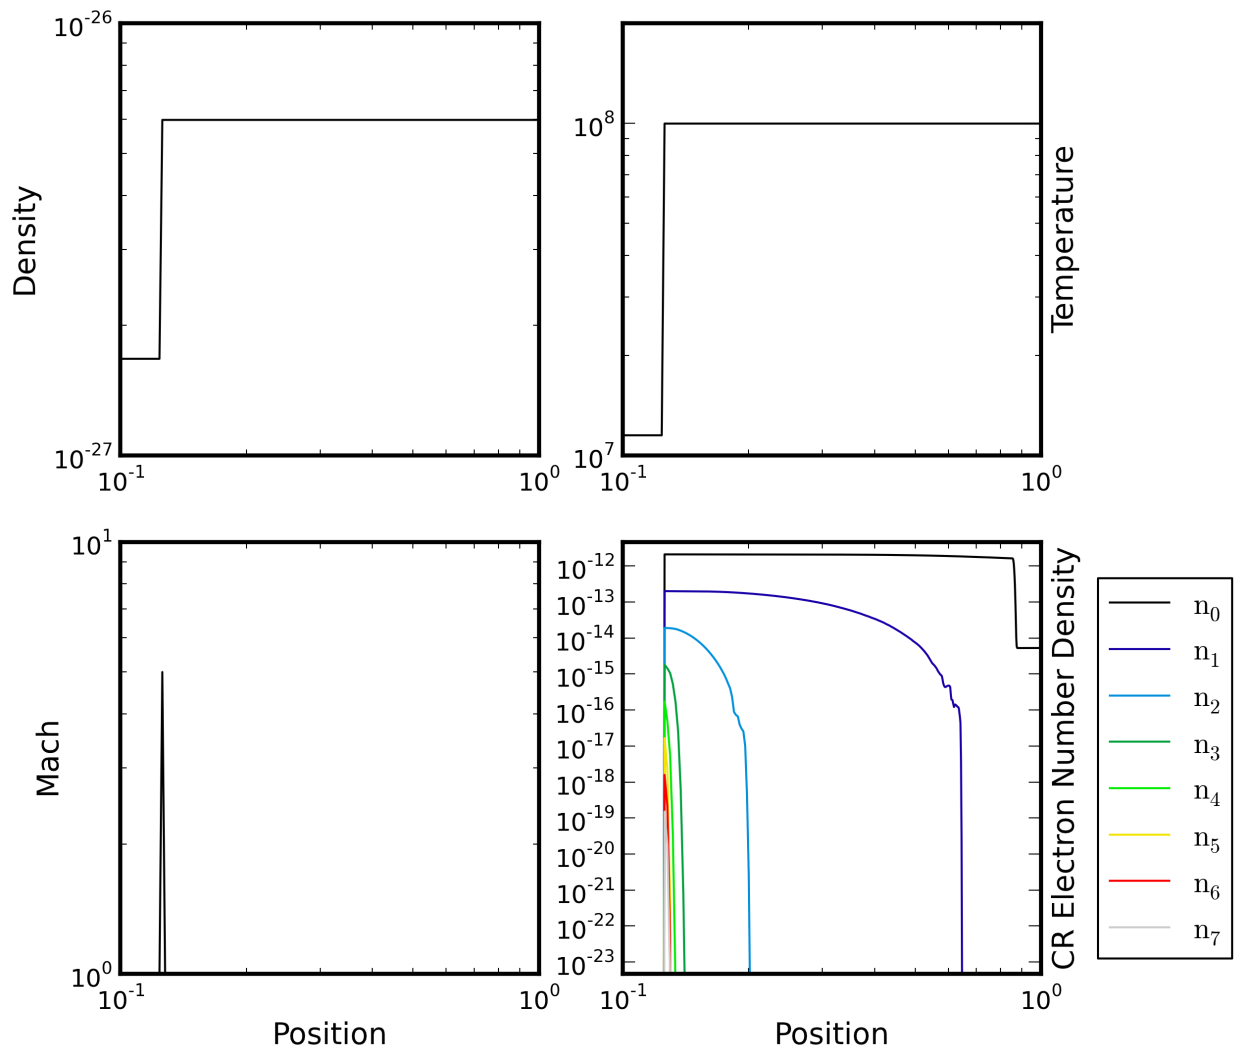 10^-26
Density
10^-27
10^-1
10^0
10^8
10^7
Temperature
10^-1
10^0
10^1
Mach
10^0
10^-1
10^0
Position
10^-12
10^-13
10^-14
10^-15
10^-16
10^-17
10^-18
10^-19
10^-20
10^-21
10^-22
10^-23
CR Electron Number Density
10^-1
10^0
Position
n_0
n_1
n_2
n_3
n_4
n_5
n_6
n_7